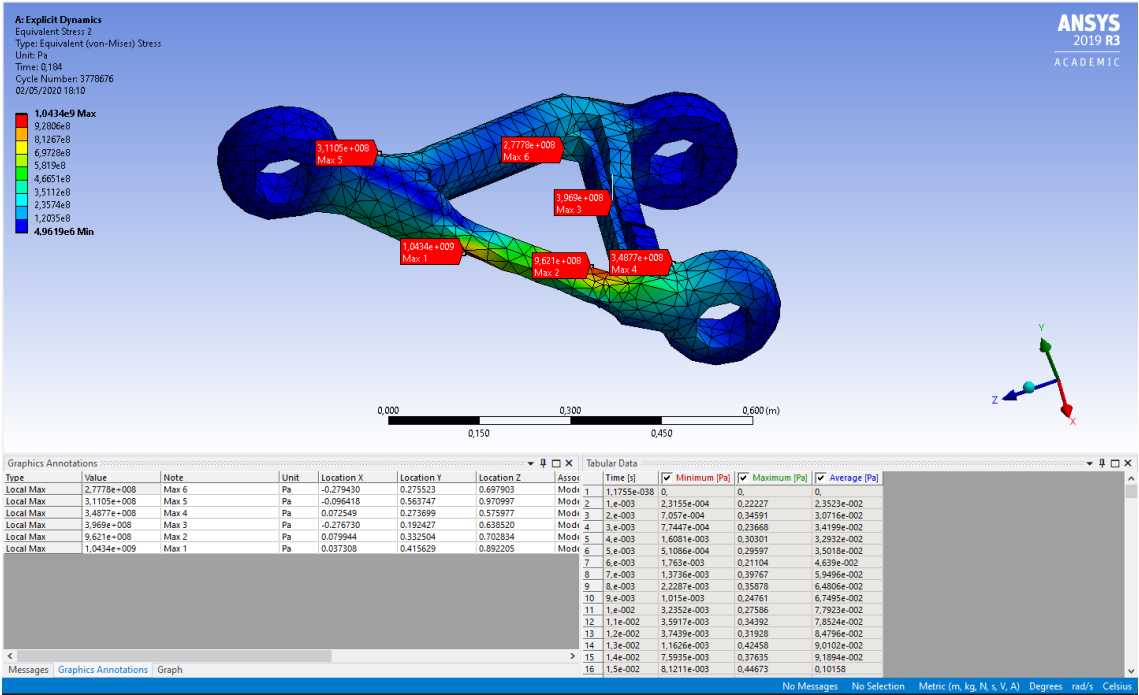 A: Explicit Dynamics
Equivalent Stress 2
Type: Equivalent (von-Mises) Stress
Unit: Pa
Time: 0,184
Cycle Number: 3778676
02/05/2020 18:10
ANSYS
2019 R3
ACADEMIC
1,0434e9 Max
9,2806e8
8,1267e8
6,9728e8
5,819e8
4,6651e8
3,5112e8
2,3574e8
1,2035e8
4,9619e6 Min
3,1105e+008
Max 5
2,7778e+008
Max 6
3,969e+008
Max 3
1,0434e+009
Max 1
9,621e+008
Max 2
3,4877e+008
Max 4
Y
Z
X
0,000 0,300 0,600 (m)
0,150 0,450
Graphics Annotations
Type Value Note Unit Location X Location Y Location Z Assoc
Local Max 2,7778e+008 Max 6 Pa -0.279430 0.275523 0.697903 Mode
Local Max 3,1105e+008 Max 5 Pa -0.096418 0.563747 0.970997 Mode
Local Max 3,4877e+008 Max 4 Pa 0.072549 0.273699 0.575977 Mode
Local Max 3,969e+008 Max 3 Pa -0.276730 0.192427 0.638520 Mode
Local Max 9,621e+008 Max 2 Pa 0.079944 0.332504 0.702834 Mode
Local Max 1,0434e+009 Max 1 Pa 0.037308 0.415629 0.892205 Mode
Messages Graphics Annotations Graph
Tabular Data
Time [s] Minimum [Pa] Maximum [Pa] Average [Pa]
1 1,1755e-038 0, 0, 0,
2 1,e-003 2,3155e-004 0,22227 2,3523e-002
3 2,e-003 7,057e-004 0,34591 3,0716e-002
4 3,e-003 7,7447e-004 0,23668 3,4199e-002
5 4,e-003 1,6081e-003 0,30301 3,2932e-002
6 5,e-003 5,1086e-004 0,29597 3,5018e-002
7 6,e-003 1,763e-003 0,21104 4,639e-002
8 7,e-003 1,3736e-003 0,39767 5,9496e-002
9 8,e-003 2,2287e-003 0,35878 6,4806e-002
10 9,e-003 1,015e-003 0,24761 6,7495e-002
11 1,e-002 3,2352e-003 0,27586 7,7923e-002
12 1,1e-002 3,5917e-003 0,34392 7,8524e-002
13 1,2e-002 3,7439e-003 0,31928 8,4796e-002
14 1,3e-002 1,1626e-003 0,42458 9,0102e-002
15 1,4e-002 7,5935e-003 0,37635 9,1894e-002
16 1,5e-002 8,1211e-003 0,44673 0,10158
No Messages No Selection Metric (m, kg, N, s, V, A) Degrees rad/s Celsius